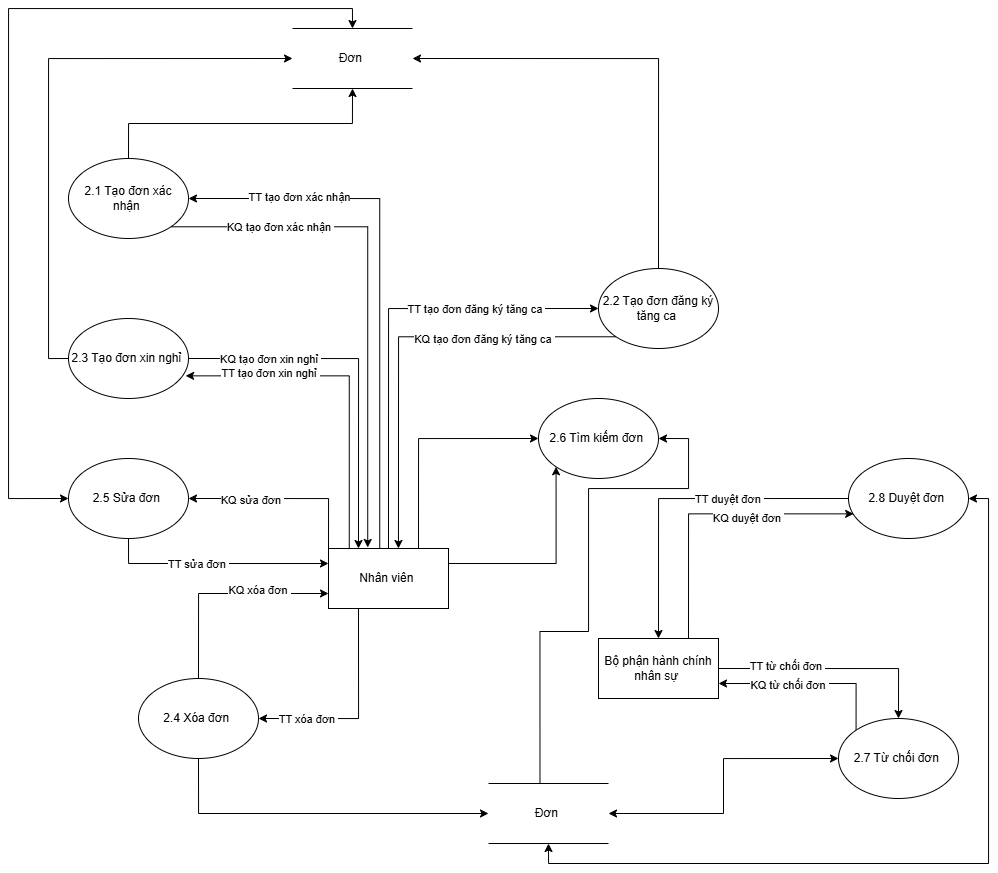 Đơn
2.1 Tạo đơn xác
nhận
TT tạo đơn xác nhận
KQ tạo đơn xác nhận
2.2 Tạo đơn đăng ký
tăng ca
TT tạo đơn đăng ký tăng ca
KQ tạo đơn đăng ký tăng ca
2.3 Tạo đơn xin nghỉ
KQ tạo đơn xin nghỉ
TT tạo đơn xin nghỉ
2.6 Tìm kiếm đơn
2.5 Sửa đơn
KQ sửa đơn
TT duyệt đơn
2.8 Duyệt đơn
KQ duyệt đơn
TT sửa đơn
Nhân viên
KQ xóa đơn
Bộ phận hành chính
nhân sự
TT từ chối đơn
KQ từ chối đơn
2.4 Xóa đơn
TT xóa đơn
2.7 Từ chối đơn
Đơn